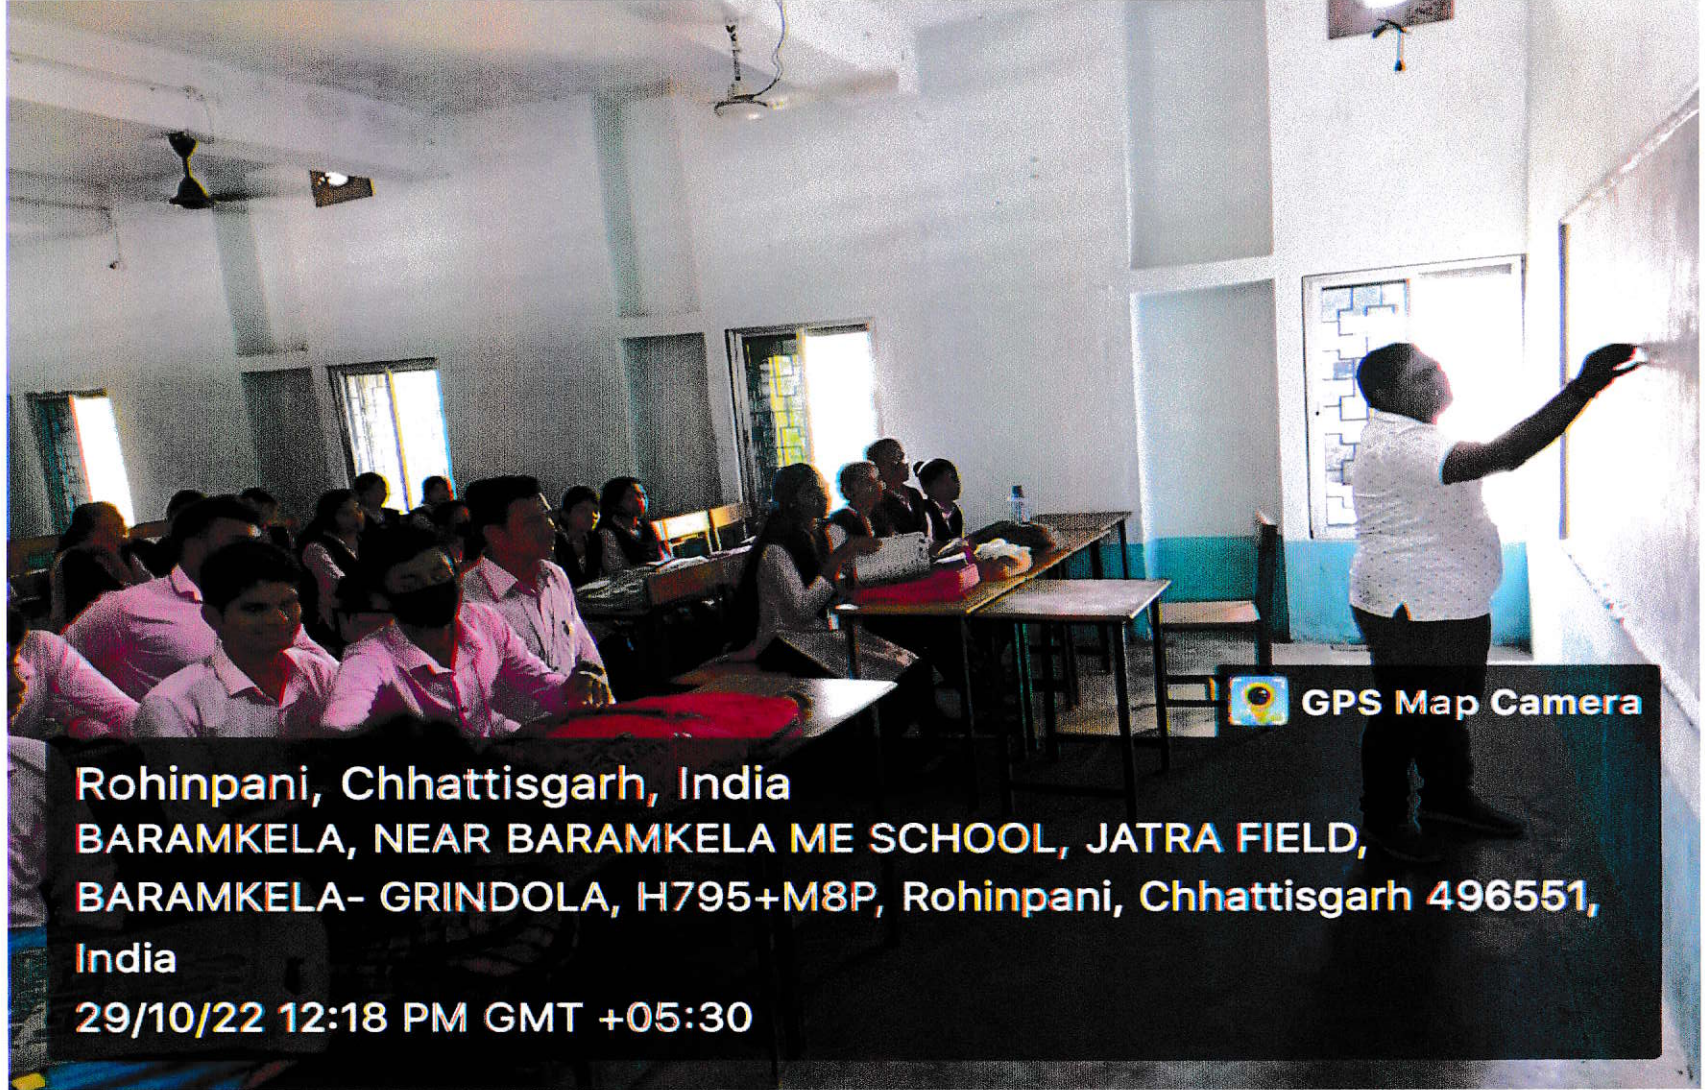 GPS Map Camera
Rohinpani, Chhattisgarh, India
BARAMKELA, NEAR BARAMKELA ME SCHOOL, JATRA FIELD,
BARAMKELA- GRINDOLA, H795+M8P, Rohinpani, Chhattisgarh 496551,
India
29/10/22 12:18 PM GMT +05:30